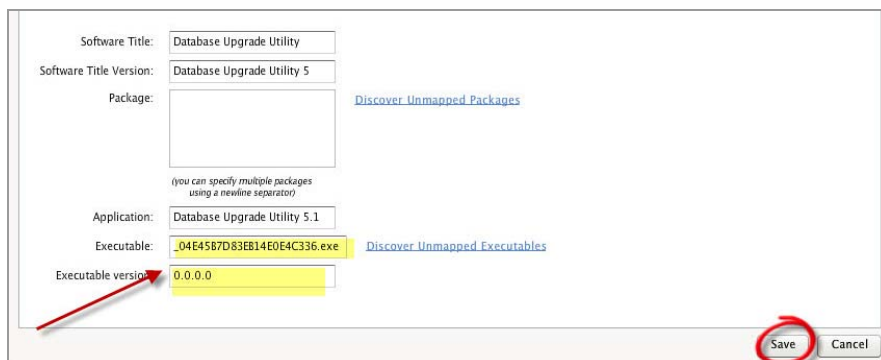 Software Title: Database Upgrade Utility
Software Title Version: Database Upgrade Utility 5
Package: Discover Unmapped Packages
(you can specify multiple packages
using a newline separator)
Application: Database Upgrade Utility 5.1
Executable: _04E45B7D83EB14E0E4C336.exe Discover Unmapped Executables
Executable version 0.0.0.0
Save Cancel